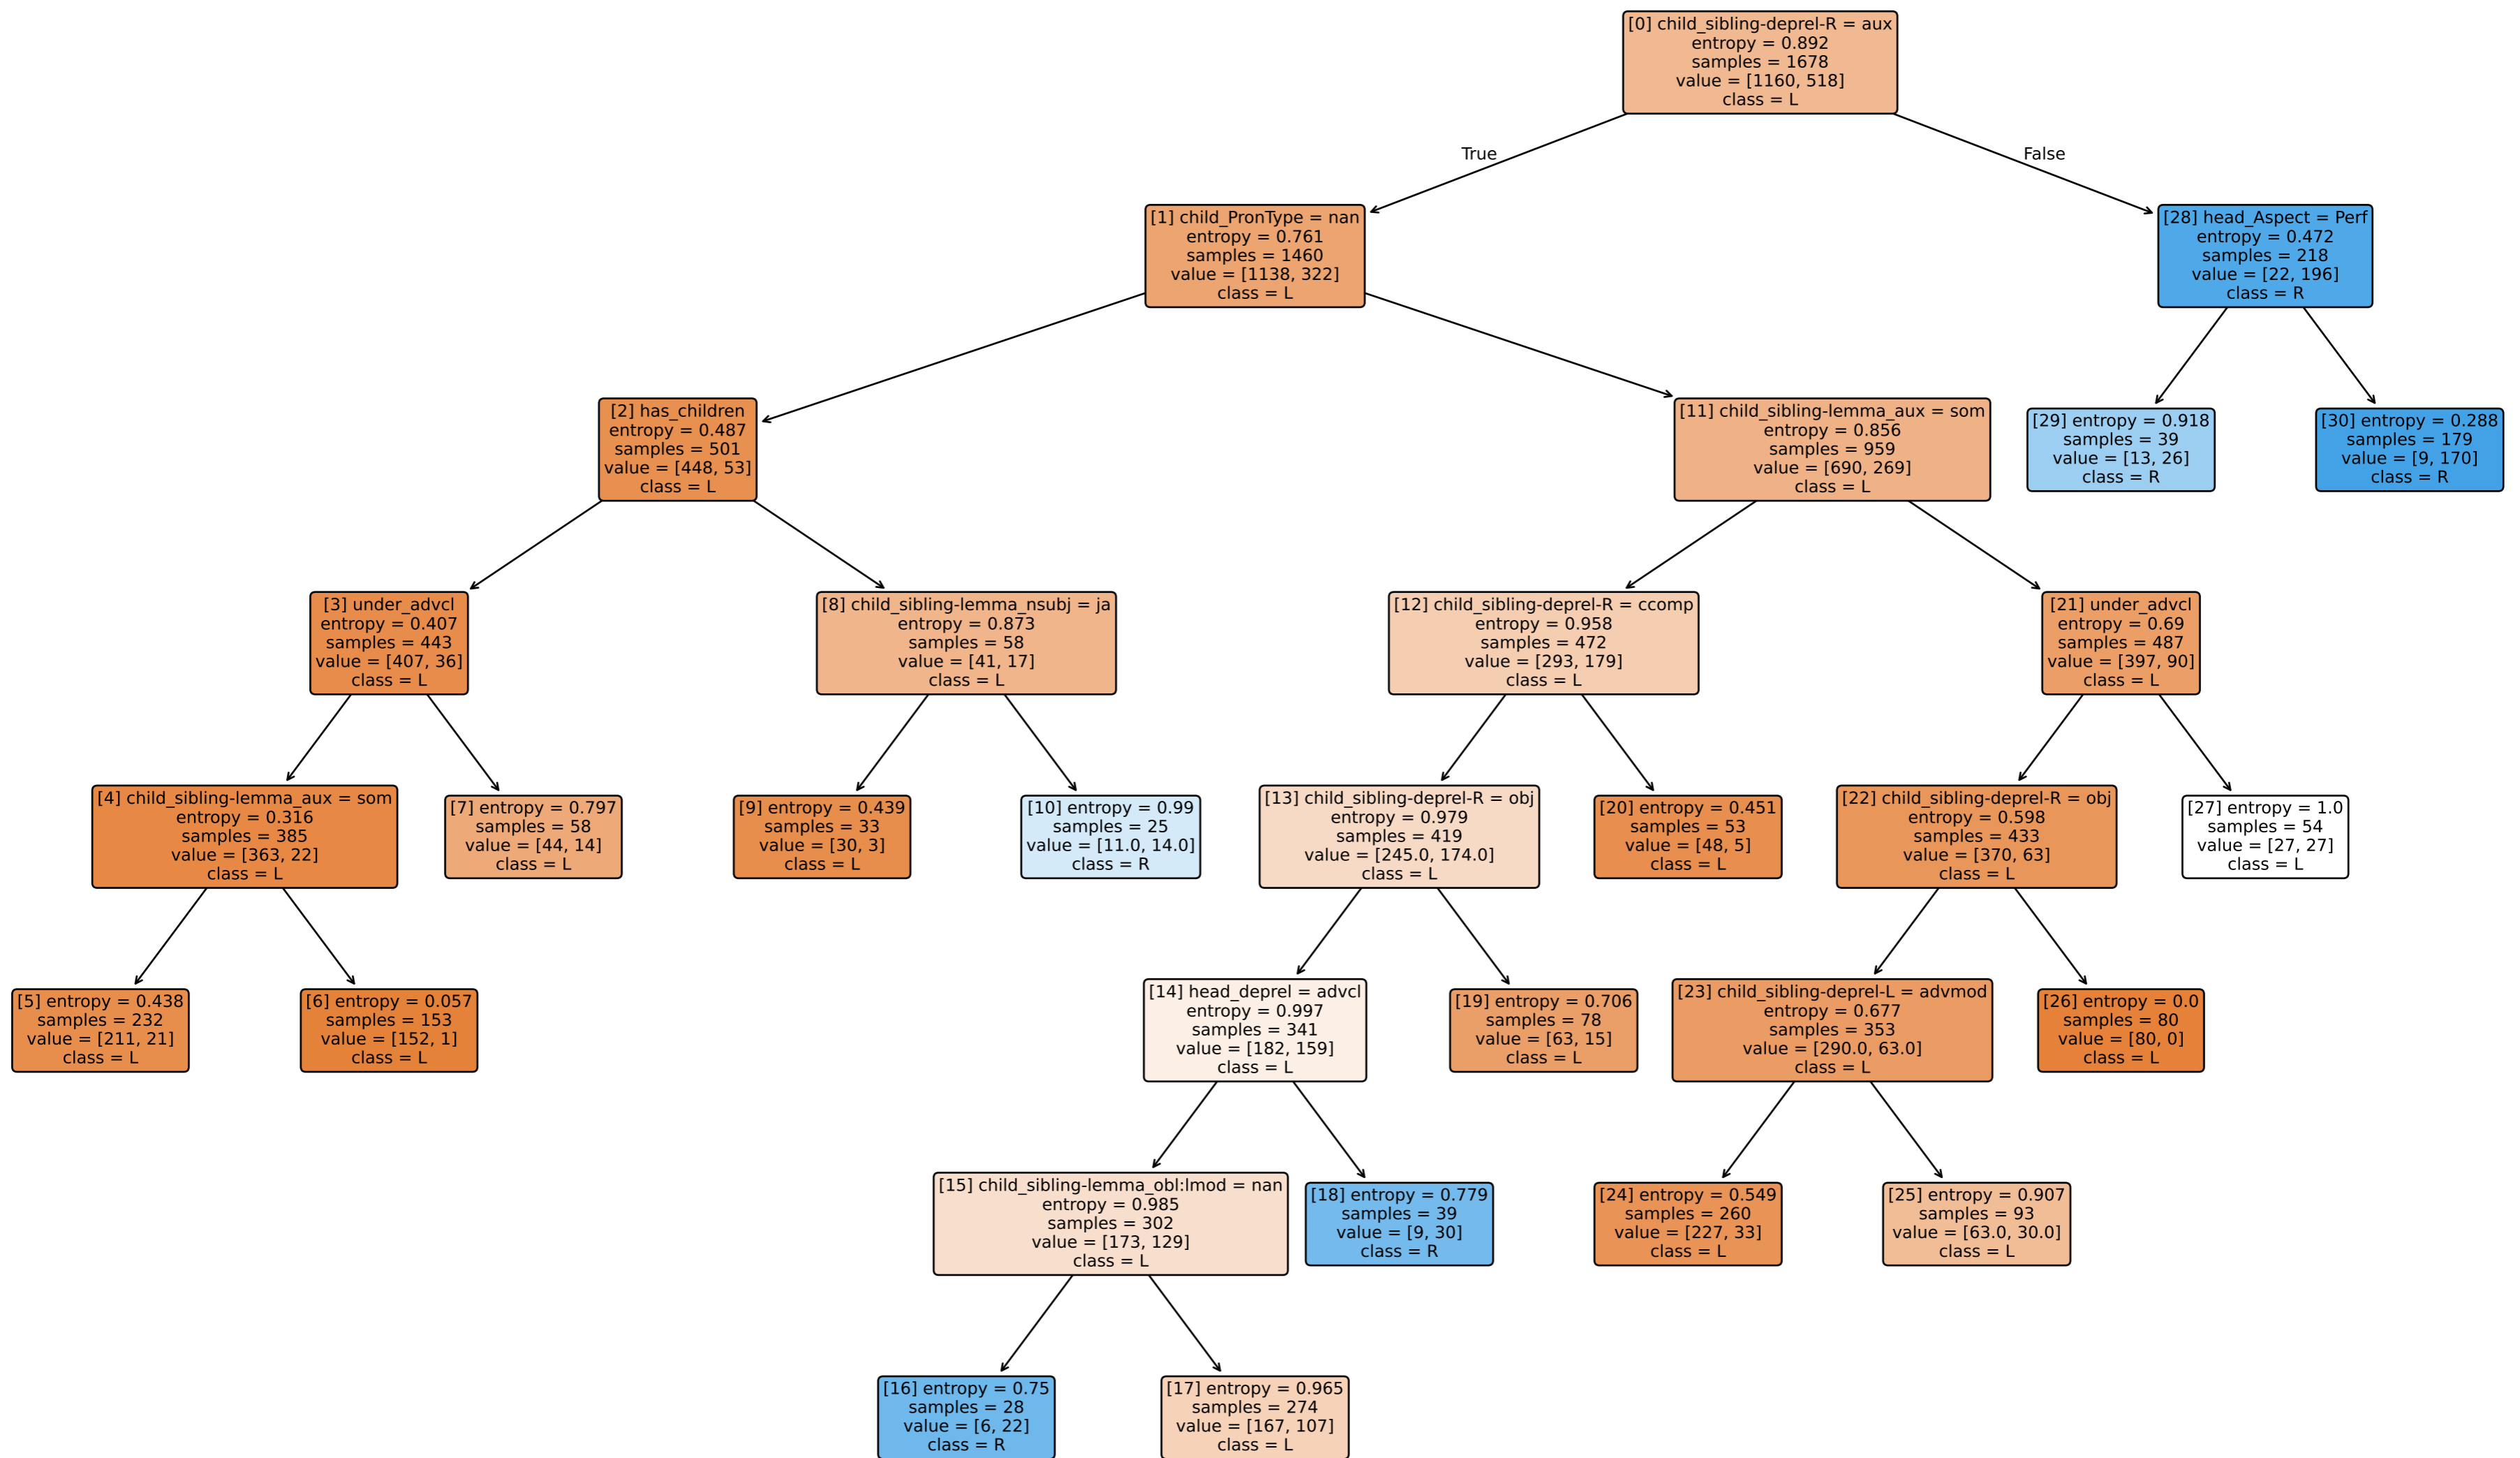 [0] child_sibling-deprel-R = aux
entropy = 0.892
samples = 1678
value = [1160, 518]
class = L
True
False
[1] child_PronType = nan
entropy = 0.761
samples = 1460
value = [1138, 322]
class = L
[28] head_Aspect = Perf
entropy = 0.472
samples = 218
value = [22, 196]
class = R
[2] has_children
entropy = 0.487
samples = 501
value = [448, 53]
class = L
[11] child_sibling-lemma_aux = som
entropy = 0.856
samples = 959
value = [690, 269]
class = L
[29] entropy = 0.918
samples = 39
value = [13, 26]
class = R
[30] entropy = 0.288
samples = 179
value = [9, 170]
class = R
[3] under_advcl
entropy = 0.407
samples = 443
value = [407, 36]
class = L
[8] child_sibling-lemma_nsubj = ja
entropy = 0.873
samples = 58
value = [41, 17]
class = L
[12] child_sibling-deprel-R = ccomp
entropy = 0.958
samples = 472
value = [293, 179]
class = L
[21] under_advcl
entropy = 0.69
samples = 487
value = [397, 90]
class = L
[4] child_sibling-lemma_aux = som
entropy = 0.316
samples = 385
value = [363, 22]
class = L
[7] entropy = 0.797
samples = 58
value = [44, 14]
class = L
[9] entropy = 0.439
samples = 33
value = [30, 3]
class = L
[10] entropy = 0.99
samples = 25
value = [11.0, 14.0]
class = R
[13] child_sibling-deprel-R = obj
entropy = 0.979
samples = 419
value = [245.0, 174.0]
class = L
[20] entropy = 0.451
samples = 53
value = [48, 5]
class = L
[22] child_sibling-deprel-R = obj
entropy = 0.598
samples = 433
value = [370, 63]
class = L
[27] entropy = 1.0
samples = 54
value = [27, 27]
class = L
[5] entropy = 0.438
samples = 232
value = [211, 21]
class = L
[6] entropy = 0.057
samples = 153
value = [152, 1]
class = L
[14] head_deprel = advcl
entropy = 0.997
samples = 341
value = [182, 159]
class = L
[19] entropy = 0.706
samples = 78
value = [63, 15]
class = L
[23] child_sibling-deprel-L = advmod
entropy = 0.677
samples = 353
value = [290.0, 63.0]
class = L
[26] entropy = 0.0
samples = 80
value = [80, 0]
class = L
[15] child_sibling-lemma_obl:lmod = nan
entropy = 0.985
samples = 302
value = [173, 129]
class = L
[18] entropy = 0.779
samples = 39
value = [9, 30]
class = R
[24] entropy = 0.549
samples = 260
value = [227, 33]
class = L
[25] entropy = 0.907
samples = 93
value = [63.0, 30.0]
class = L
[16] entropy = 0.75
samples = 28
value = [6, 22]
class = R
[17] entropy = 0.965
samples = 274
value = [167, 107]
class = L